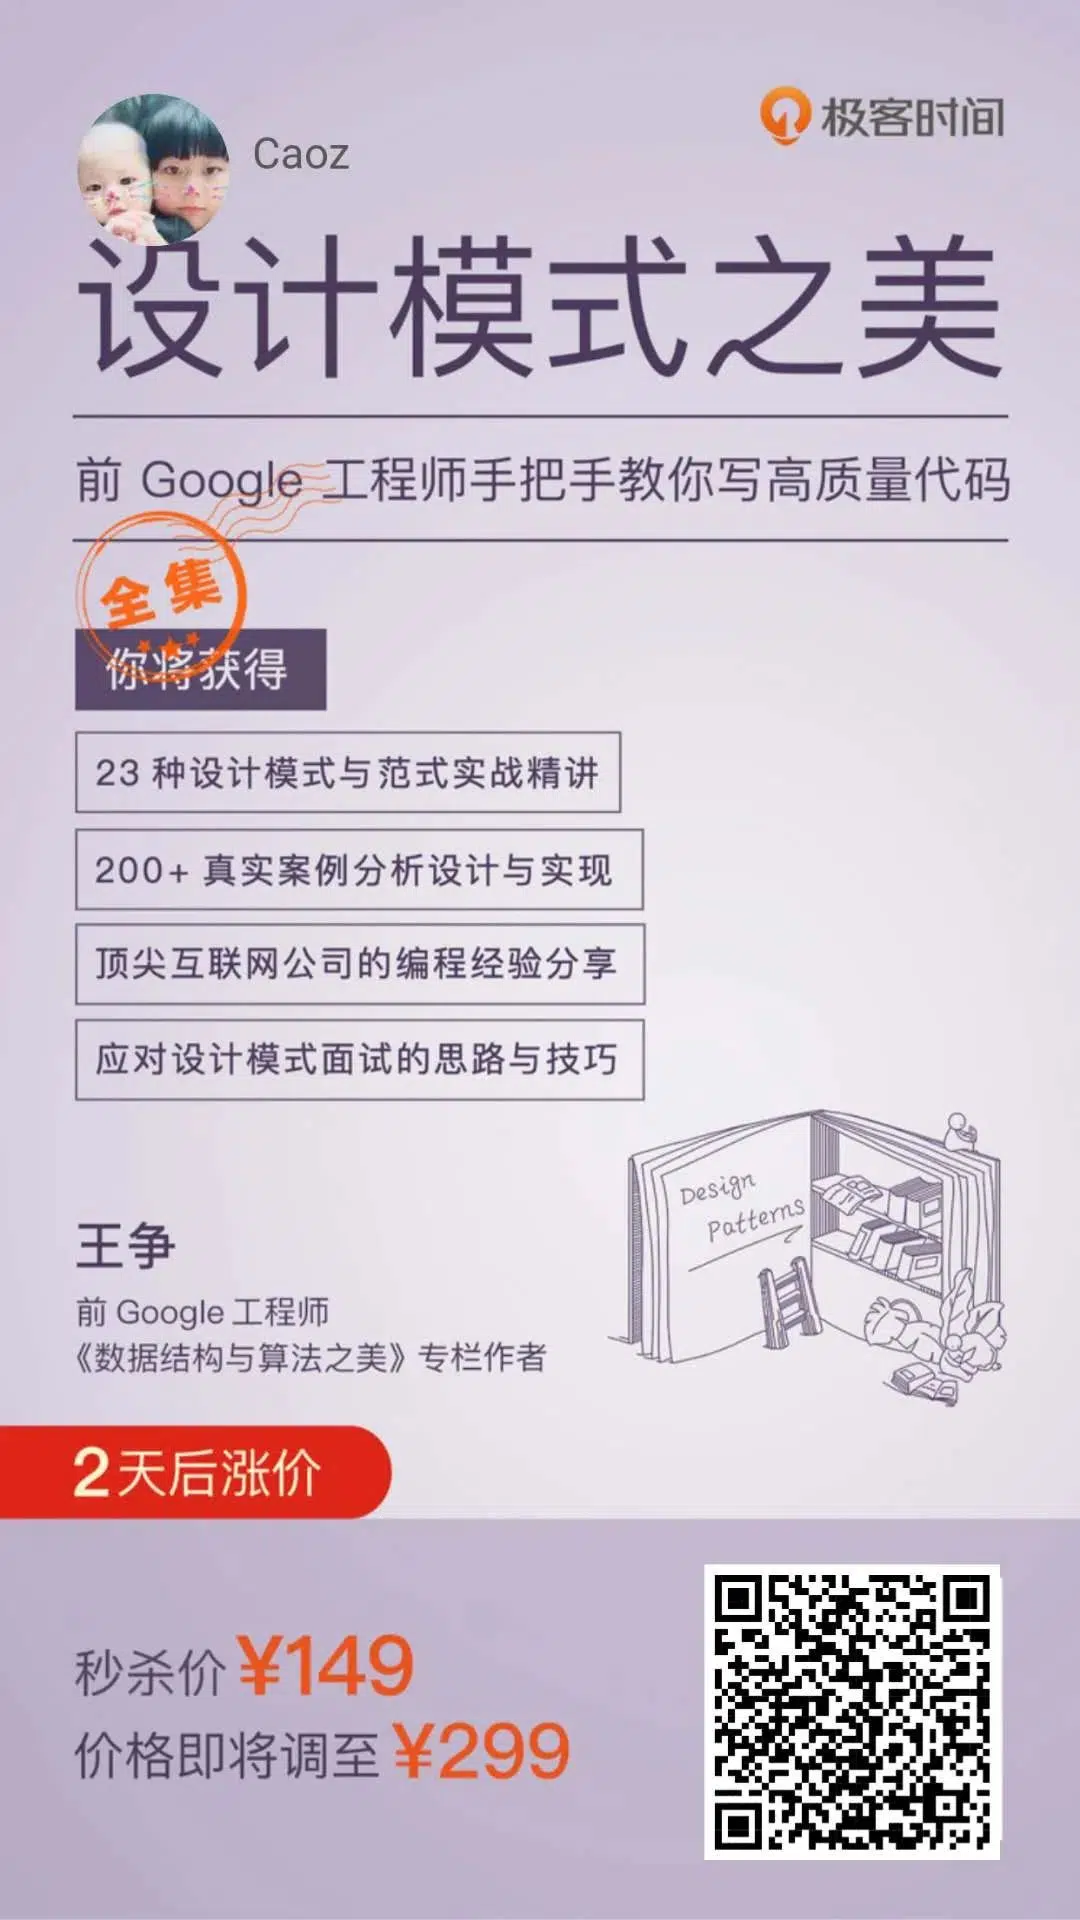 Caoz
极客时间
设计模式之美
前 Google 工程师手把手教你写高质量代码
全集
你将获得
23 种设计模式与范式实战精讲
200+ 真实案例分析设计与实现
顶尖互联网公司的编程经验分享
应对设计模式面试的思路与技巧
Design
Patterns
王争
前 Google 工程师
《数据结构与算法之美》专栏作者
2天后涨价
秒杀价 ¥149
价格即将调至 ¥299